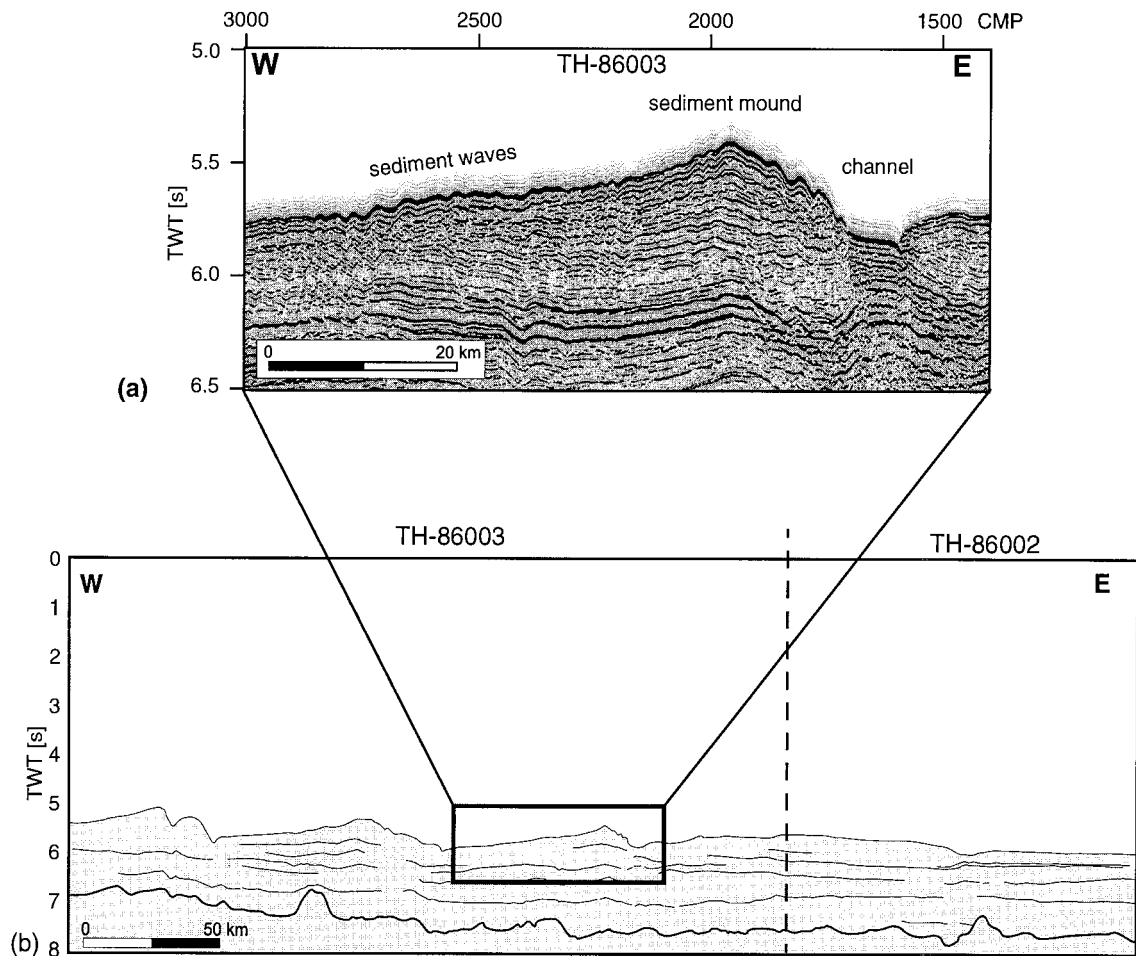 3000 2500 2000 1500 CMP
5.0
W TH-86003 E
sediment mound
sediment waves
channel
5.5
TWT [s]
6.0
0 20 km
(a)
6.5
TH-86003 TH-86002
0
W E
1
2
3
4
TWT [s]
5
6
7
0 50 km
(b)
8